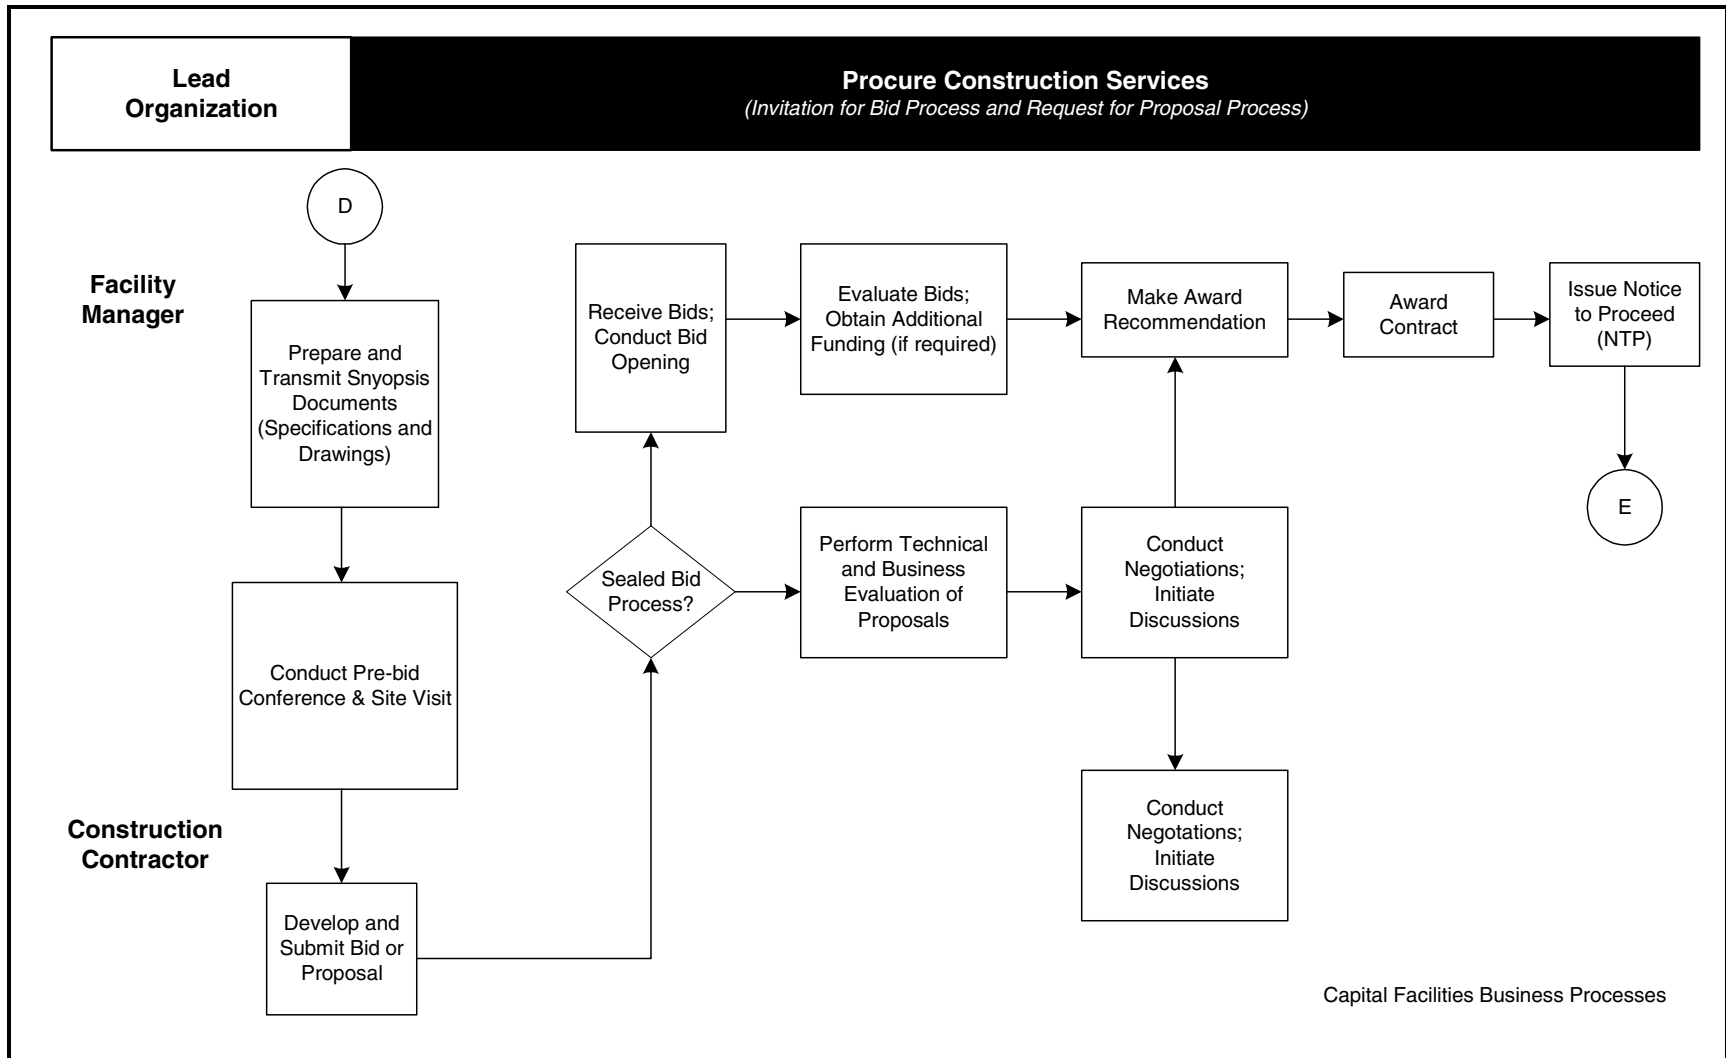 Lead
Organization
Procure Construction Services
(Invitation for Bid Process and Request for Proposal Process)
D
Facility
Manager
Prepare and
Transmit Snyopsis
Documents
(Specifications and
Drawings)
Conduct Pre-bid
Conference & Site Visit
Construction
Contractor
Develop and
Submit Bid or
Proposal
Sealed Bid
Process?
Receive Bids;
Conduct Bid
Opening
Evaluate Bids;
Obtain Additional
Funding (if required)
Perform Technical
and Business
Evaluation of
Proposals
Conduct
Negotiations;
Initiate
Discussions
Conduct
Negotations;
Initiate
Discussions
Make Award
Recommendation
Award
Contract
Issue Notice
to Proceed
(NTP)
E
Capital Facilities Business Processes